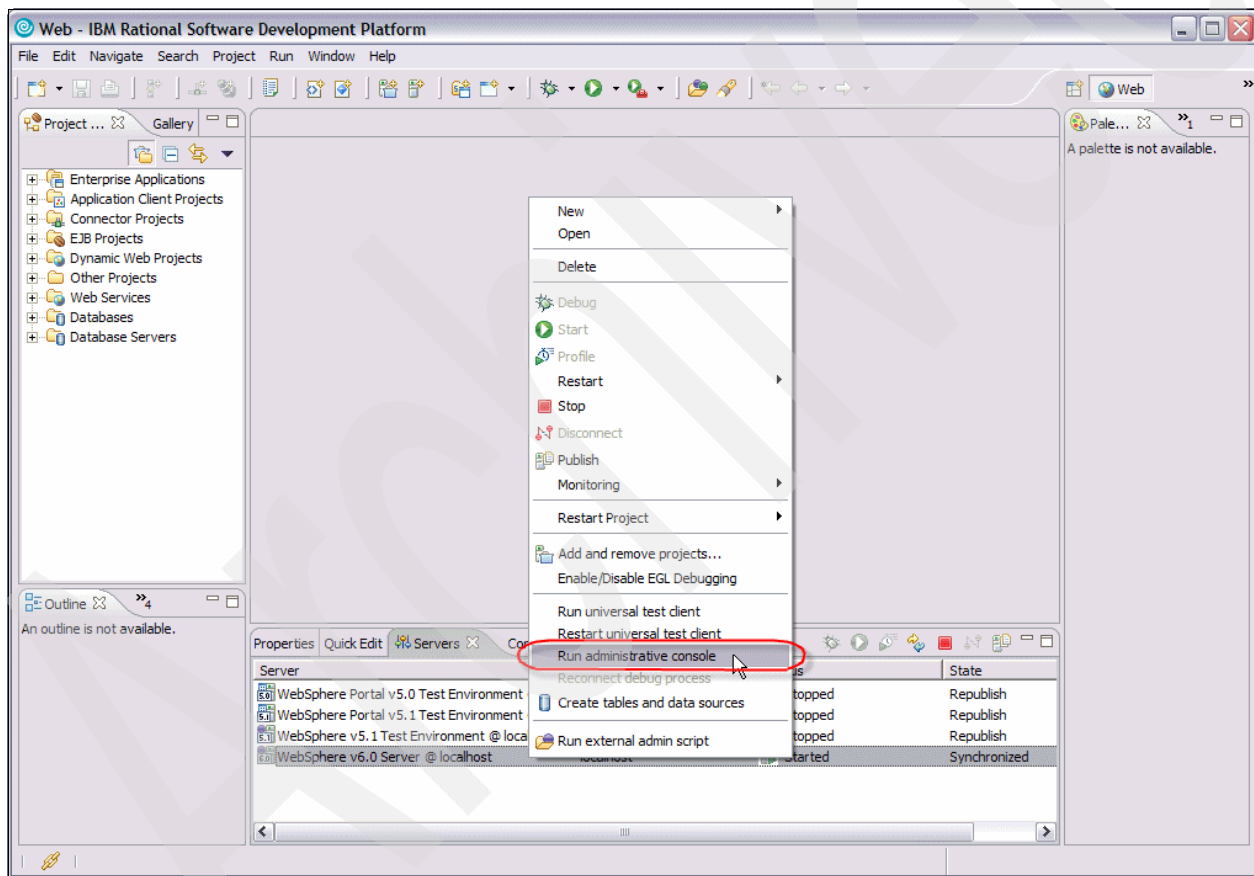 Web - IBM Rational Software Development Platform
File Edit Navigate Search Project Run Window Help
Web
Project ... Gallery
Pale... 1
A palette is not available.
Enterprise Applications
Application Client Projects
Connector Projects
EJB Projects
Dynamic Web Projects
Other Projects
Web Services
Databases
Database Servers
New
Open
Delete
Debug
Start
Profile
Restart
Stop
Disconnect
Publish
Monitoring
Restart Project
Add and remove projects...
Enable/Disable EGL Debugging
Run universal test client
Restart universal test client
Run administrative console
Reconnect debug process
Create tables and data sources
Run external admin script
Outline 4
An outline is not available.
Properties Quick Edit Servers
Server State
WebSphere Portal v5.0 Test Environment topped Republish
WebSphere Portal v5.1 Test Environment topped Republish
WebSphere v5.1 Test Environment @ loca topped Republish
WebSphere v6.0 Server @ localhost localhost Started Synchronized